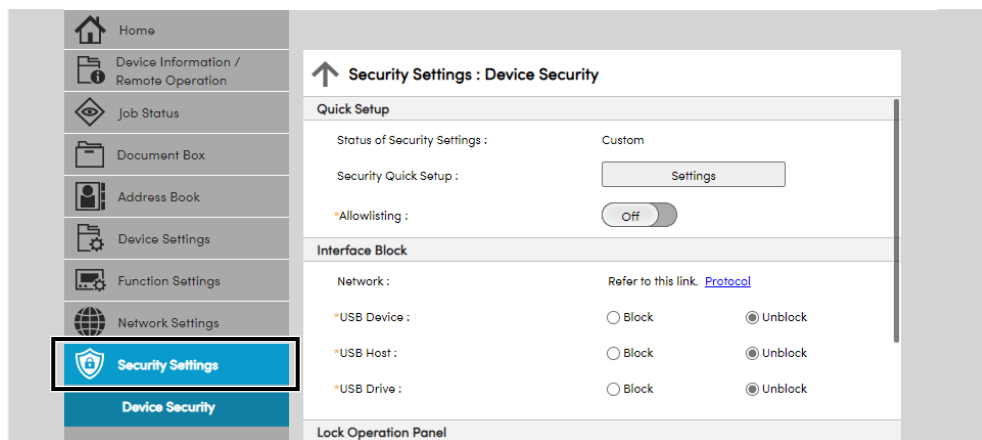 Home
Device Information /
Remote Operation
Job Status
Document Box
Address Book
Device Settings
Function Settings
Network Settings
Security Settings
Device Security
Security Settings : Device Security
Quick Setup
Status of Security Settings : Custom
Security Quick Setup : Settings
*Allowlisting : Off
Interface Block
Network : Refer to this link. Protocol
*USB Device : Block Unblock
*USB Host : Block Unblock
*USB Drive : Block Unblock
Lock Operation Panel